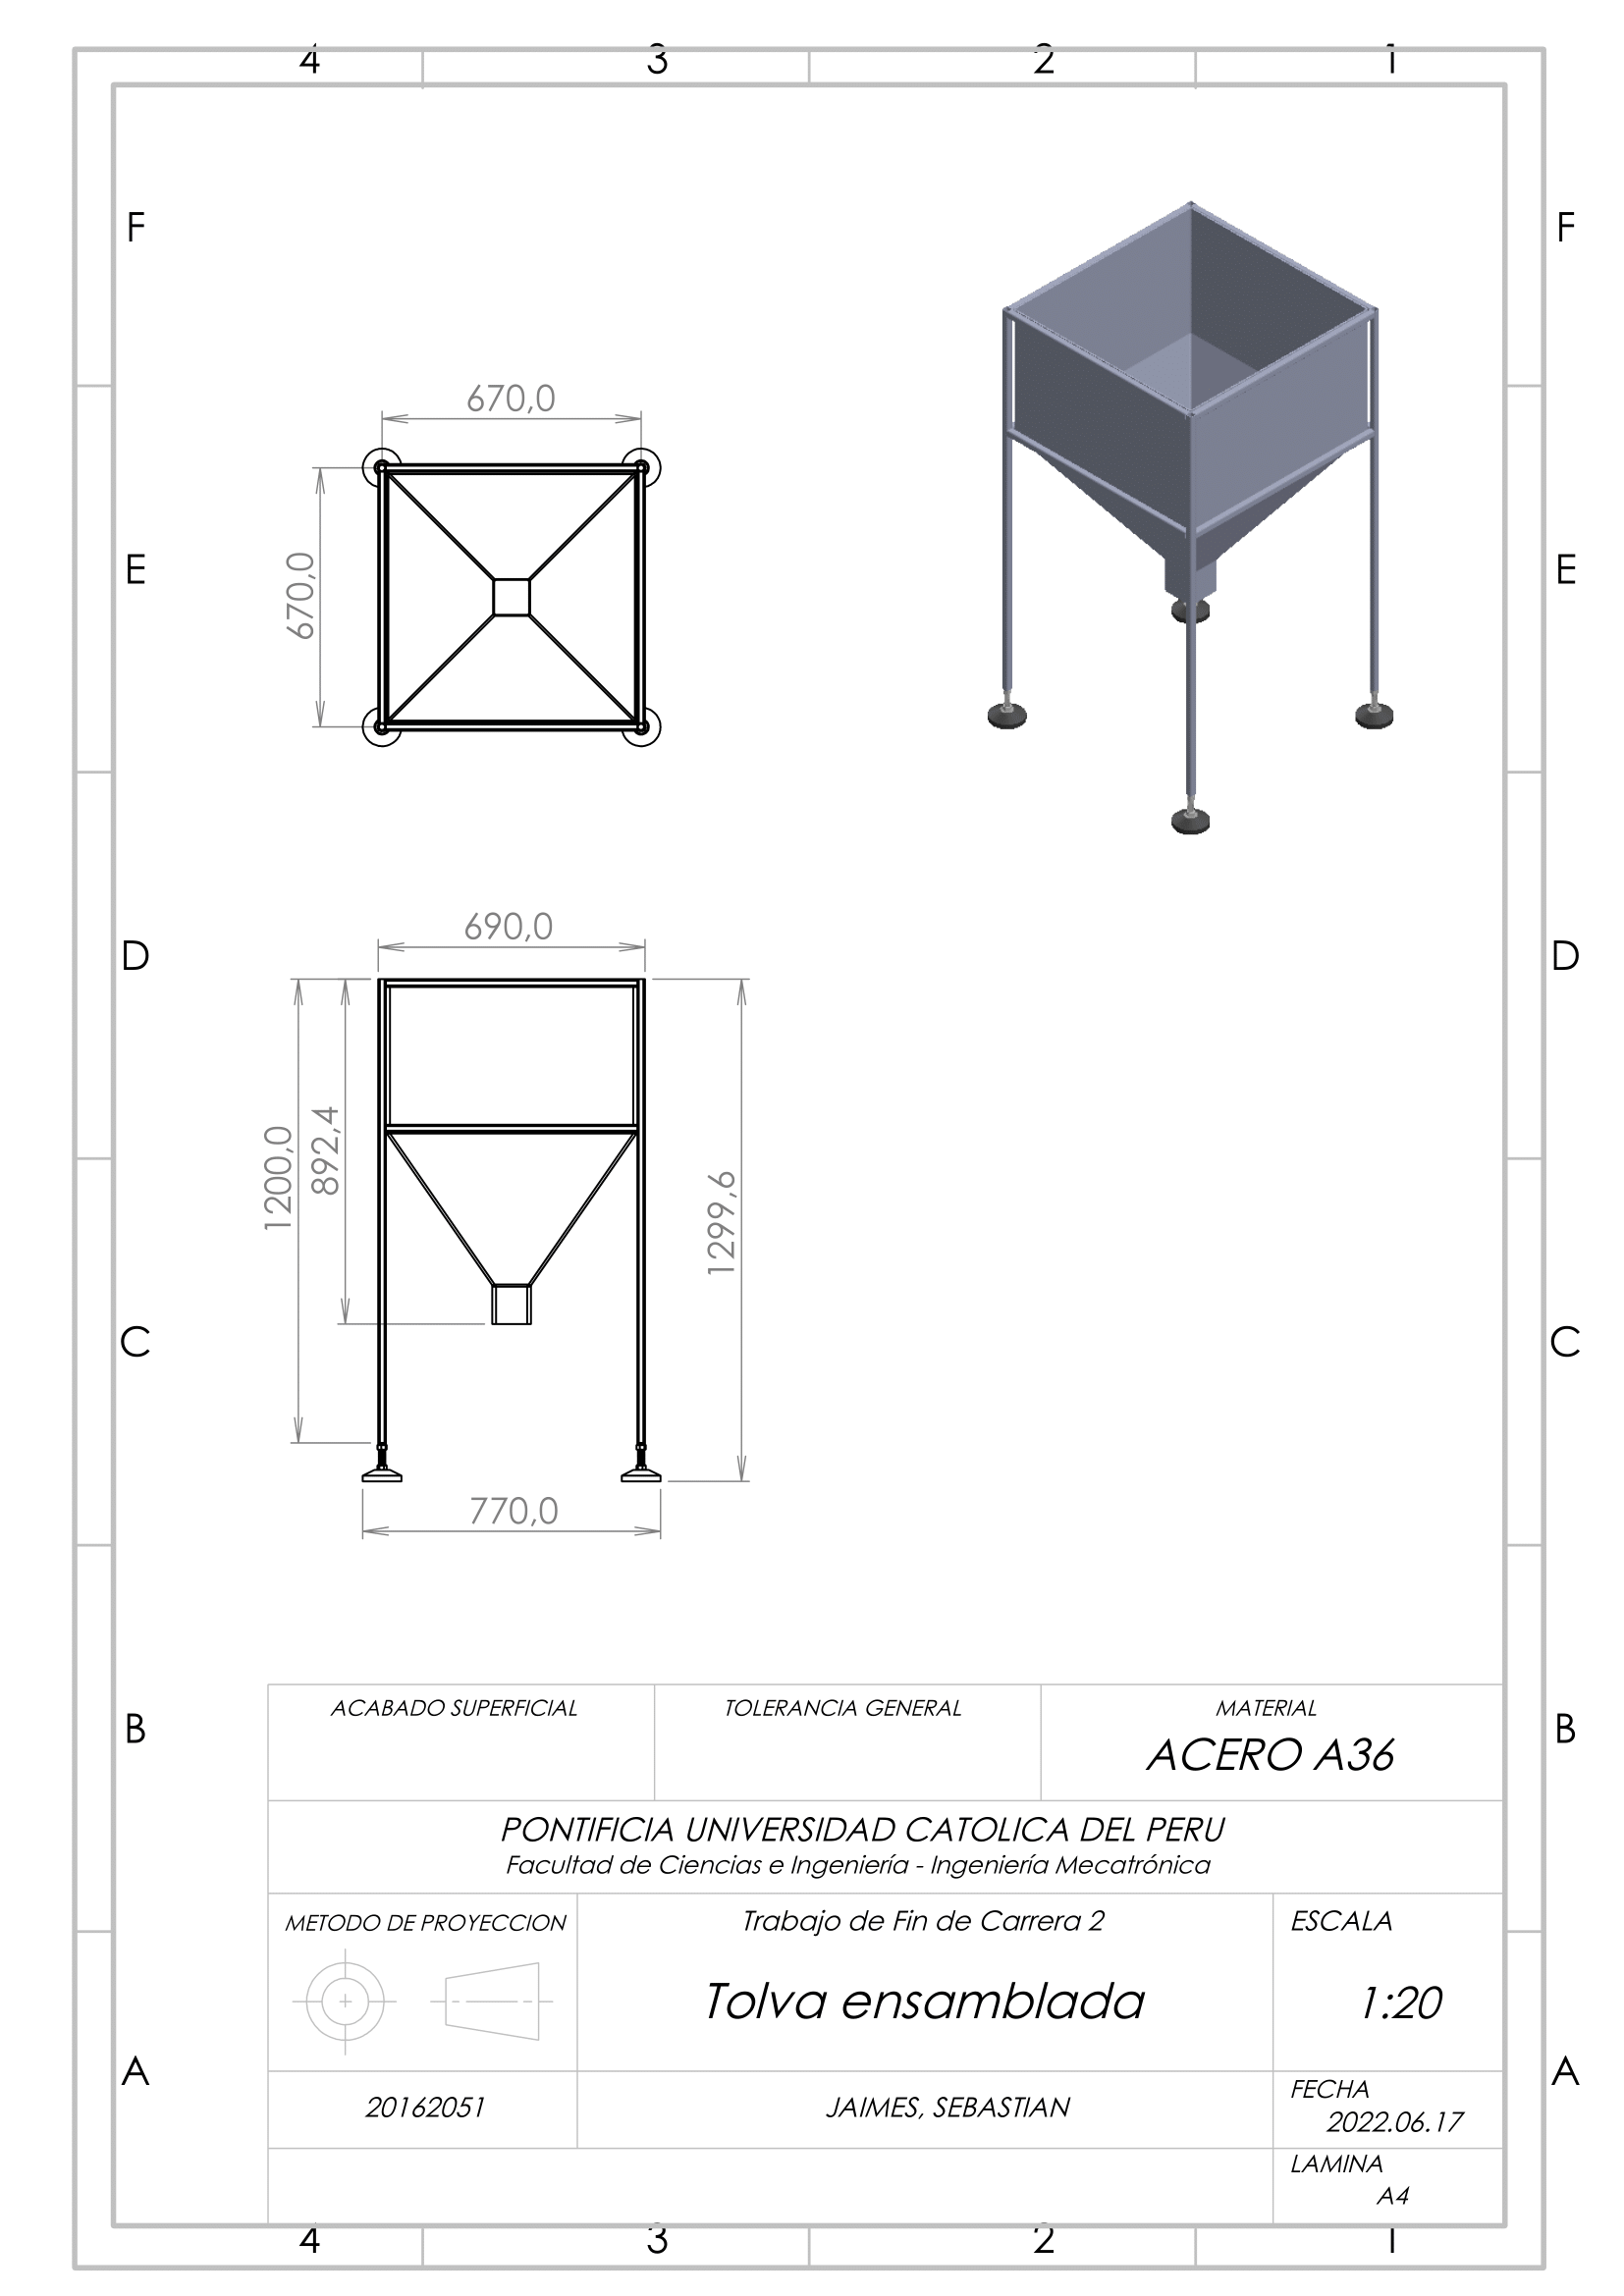 4 3 2 1
F F
670,0
E E
670,0
D D
690,0
1200,0
892,4
1299,6
C C
770,0
B B
ACABADO SUPERFICIAL
TOLERANCIA GENERAL
MATERIAL
ACERO A36
PONTIFICIA UNIVERSIDAD CATOLICA DEL PERU
Facultad de Ciencias e Ingeniería - Ingeniería Mecatrónica
METODO DE PROYECCION
Trabajo de Fin de Carrera 2
Tolva ensamblada
ESCALA
1:20
A A
20162051
JAIMES, SEBASTIAN
FECHA
2022.06.17
LAMINA
A4
4 3 2 1